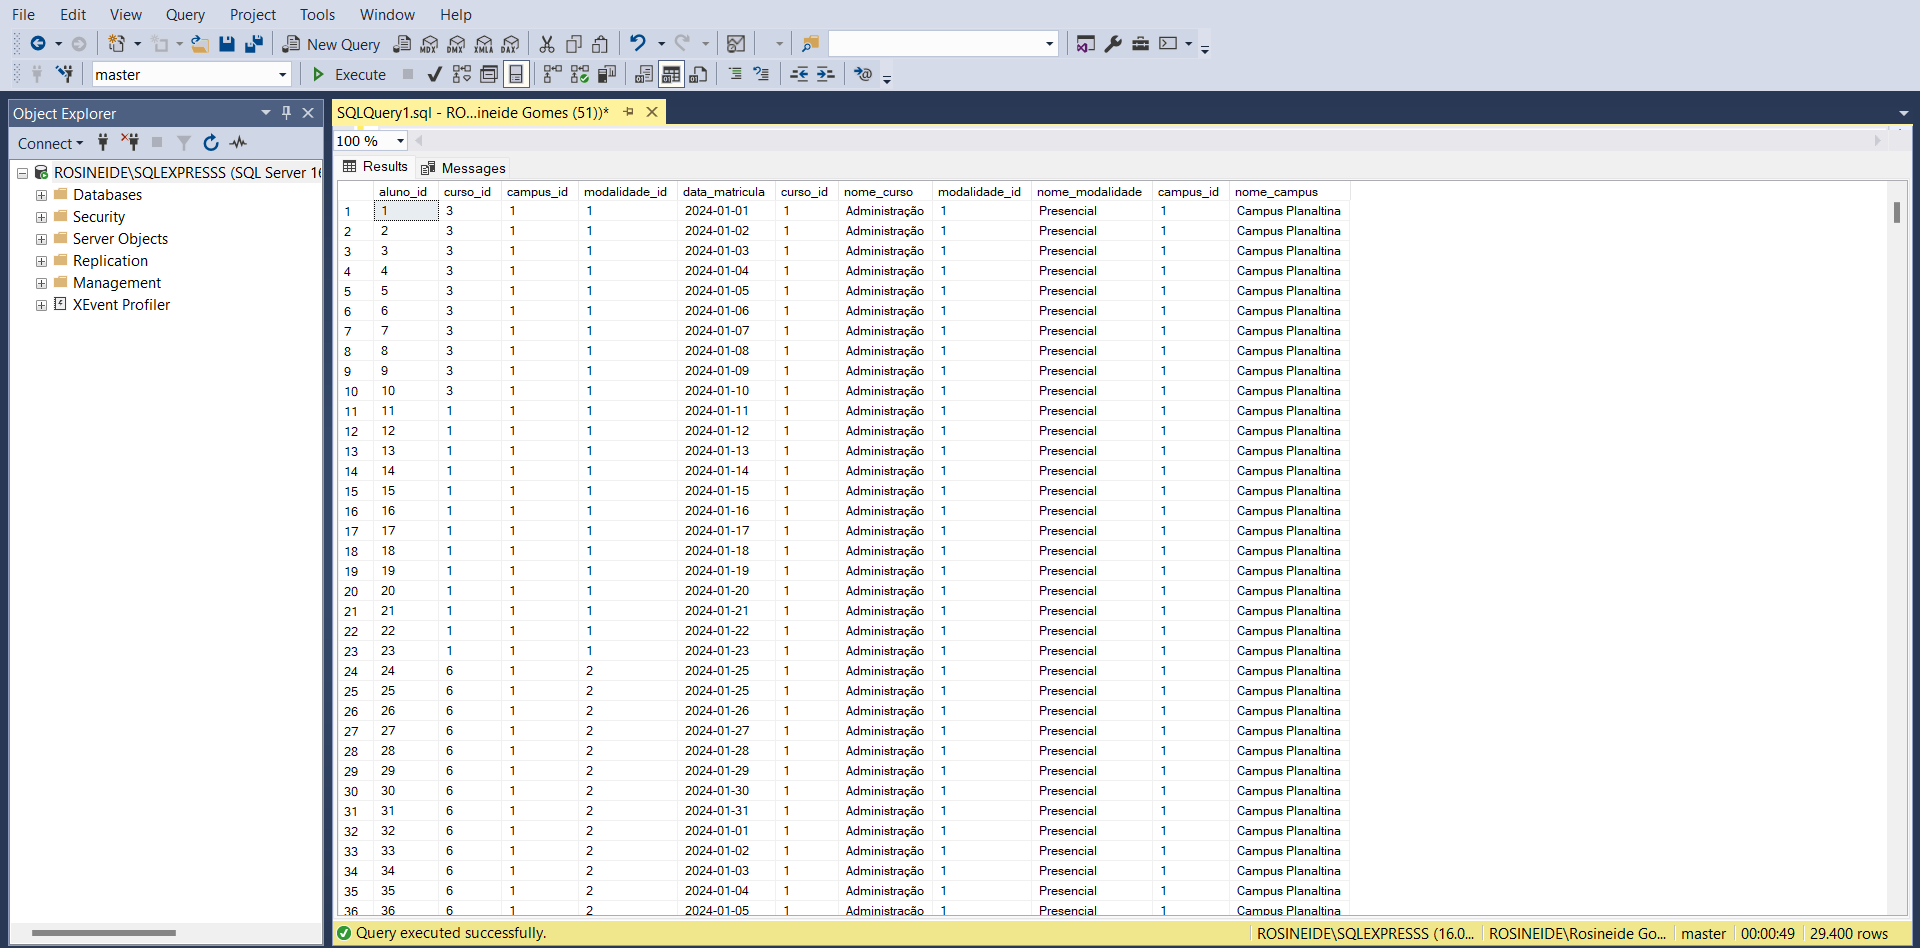 File Edit View Query Project Tools Window Help
New Query MDX DMX XMLA DAX
master Execute
Object Explorer
SQLQuery1.sql - RO...ineide Gomes (51))*
Connect
100 %
Results Messages
ROSINEIDE\SQLEXPRESSS (SQL Server 16
Databases
Security
Server Objects
Replication
Management
XEvent Profiler
aluno_id curso_id campus_id modalidade_id data_matricula curso_id nome_curso modalidade_id nome_modalidade campus_id nome_campus
1 1 3 1 1 2024-01-01 1 Administração 1 Presencial 1 Campus Planaltina
2 2 3 1 1 2024-01-02 1 Administração 1 Presencial 1 Campus Planaltina
3 3 3 1 1 2024-01-03 1 Administração 1 Presencial 1 Campus Planaltina
4 4 3 1 1 2024-01-04 1 Administração 1 Presencial 1 Campus Planaltina
5 5 3 1 1 2024-01-05 1 Administração 1 Presencial 1 Campus Planaltina
6 6 3 1 1 2024-01-06 1 Administração 1 Presencial 1 Campus Planaltina
7 7 3 1 1 2024-01-07 1 Administração 1 Presencial 1 Campus Planaltina
8 8 3 1 1 2024-01-08 1 Administração 1 Presencial 1 Campus Planaltina
9 9 3 1 1 2024-01-09 1 Administração 1 Presencial 1 Campus Planaltina
10 10 3 1 1 2024-01-10 1 Administração 1 Presencial 1 Campus Planaltina
11 11 1 1 1 2024-01-11 1 Administração 1 Presencial 1 Campus Planaltina
12 12 1 1 1 2024-01-12 1 Administração 1 Presencial 1 Campus Planaltina
13 13 1 1 1 2024-01-13 1 Administração 1 Presencial 1 Campus Planaltina
14 14 1 1 1 2024-01-14 1 Administração 1 Presencial 1 Campus Planaltina
15 15 1 1 1 2024-01-15 1 Administração 1 Presencial 1 Campus Planaltina
16 16 1 1 1 2024-01-16 1 Administração 1 Presencial 1 Campus Planaltina
17 17 1 1 1 2024-01-17 1 Administração 1 Presencial 1 Campus Planaltina
18 18 1 1 1 2024-01-18 1 Administração 1 Presencial 1 Campus Planaltina
19 19 1 1 1 2024-01-19 1 Administração 1 Presencial 1 Campus Planaltina
20 20 1 1 1 2024-01-20 1 Administração 1 Presencial 1 Campus Planaltina
21 21 1 1 1 2024-01-21 1 Administração 1 Presencial 1 Campus Planaltina
22 22 1 1 1 2024-01-22 1 Administração 1 Presencial 1 Campus Planaltina
23 23 1 1 1 2024-01-23 1 Administração 1 Presencial 1 Campus Planaltina
24 24 6 1 2 2024-01-25 1 Administração 1 Presencial 1 Campus Planaltina
25 25 6 1 2 2024-01-25 1 Administração 1 Presencial 1 Campus Planaltina
26 26 6 1 2 2024-01-26 1 Administração 1 Presencial 1 Campus Planaltina
27 27 6 1 2 2024-01-27 1 Administração 1 Presencial 1 Campus Planaltina
28 28 6 1 2 2024-01-28 1 Administração 1 Presencial 1 Campus Planaltina
29 29 6 1 2 2024-01-29 1 Administração 1 Presencial 1 Campus Planaltina
30 30 6 1 2 2024-01-30 1 Administração 1 Presencial 1 Campus Planaltina
31 31 6 1 2 2024-01-31 1 Administração 1 Presencial 1 Campus Planaltina
32 32 6 1 2 2024-01-01 1 Administração 1 Presencial 1 Campus Planaltina
33 33 6 1 2 2024-01-02 1 Administração 1 Presencial 1 Campus Planaltina
34 34 6 1 2 2024-01-03 1 Administração 1 Presencial 1 Campus Planaltina
35 35 6 1 2 2024-01-04 1 Administração 1 Presencial 1 Campus Planaltina
36 36 6 1 2 2024-01-05 1 Administração 1 Presencial 1 Campus Planaltina
Query executed successfully. ROSINEIDE\SQLEXPRESSS (16.0... ROSINEIDE\Rosineide Go... master 00:00:49 29.400 rows